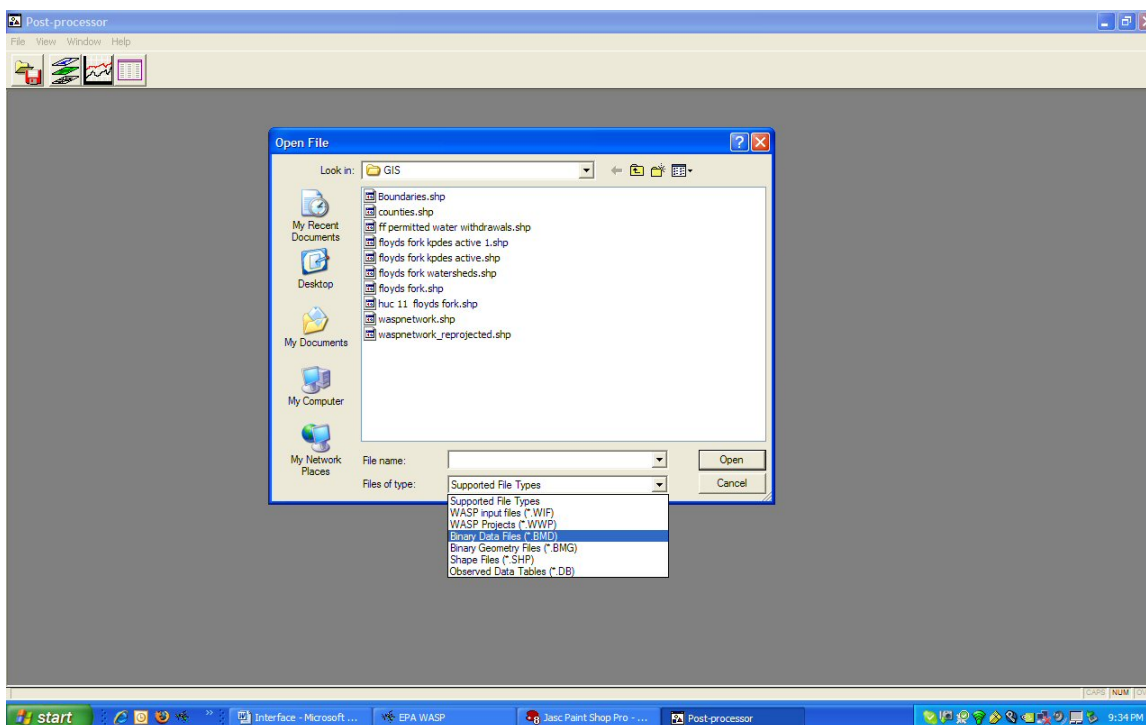 Post-processor
File View Window Help
Open File
Look in: GIS
My Recent Documents
Desktop
My Documents
My Computer
My Network Places
Boundaries.shp
counties.shp
ff permitted water withdrawals.shp
floyds fork kpdes active 1.shp
floyds fork kpdes active.shp
floyds fork watersheds.shp
floyds fork.shp
huc 11 floyds fork.shp
waspnetwork.shp
waspnetwork_reprojected.shp
File name:
Open
Files of type: Supported File Types
Cancel
Supported File Types
WASP input files (*.WIF)
WASP Projects (*.WWP)
Binary Data Files (*.BMD)
Binary Geometry Files (*.BMG)
Shape Files (*.SHP)
Observed Data Tables (*.DB)
CAPS NUM
start Interface - Microsoft ... EPA WASP Jasc Paint Shop Pro - ... Post-processor 9:34 PM